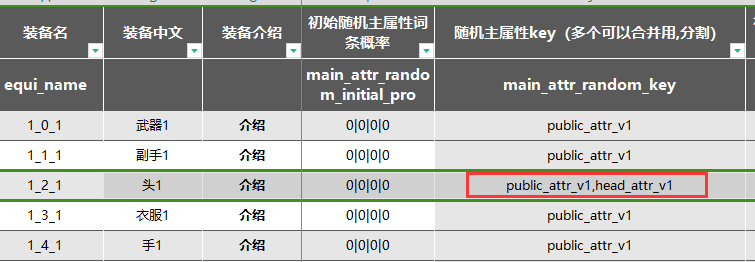 装备名 装备中文 装备介绍 初始随机主属性词条概率 随机主属性key（多个可以合并用,分割）
equi_name main_attr_random_initial_pro main_attr_random_key
1_0_1 武器1 介绍 0|0|0|0 public_attr_v1
1_1_1 副手1 介绍 0|0|0|0 public_attr_v1
1_2_1 头1 介绍 0|0|0|0 public_attr_v1,head_attr_v1
1_3_1 衣服1 介绍 0|0|0|0 public_attr_v1
1_4_1 手1 介绍 0|0|0|0 public_attr_v1